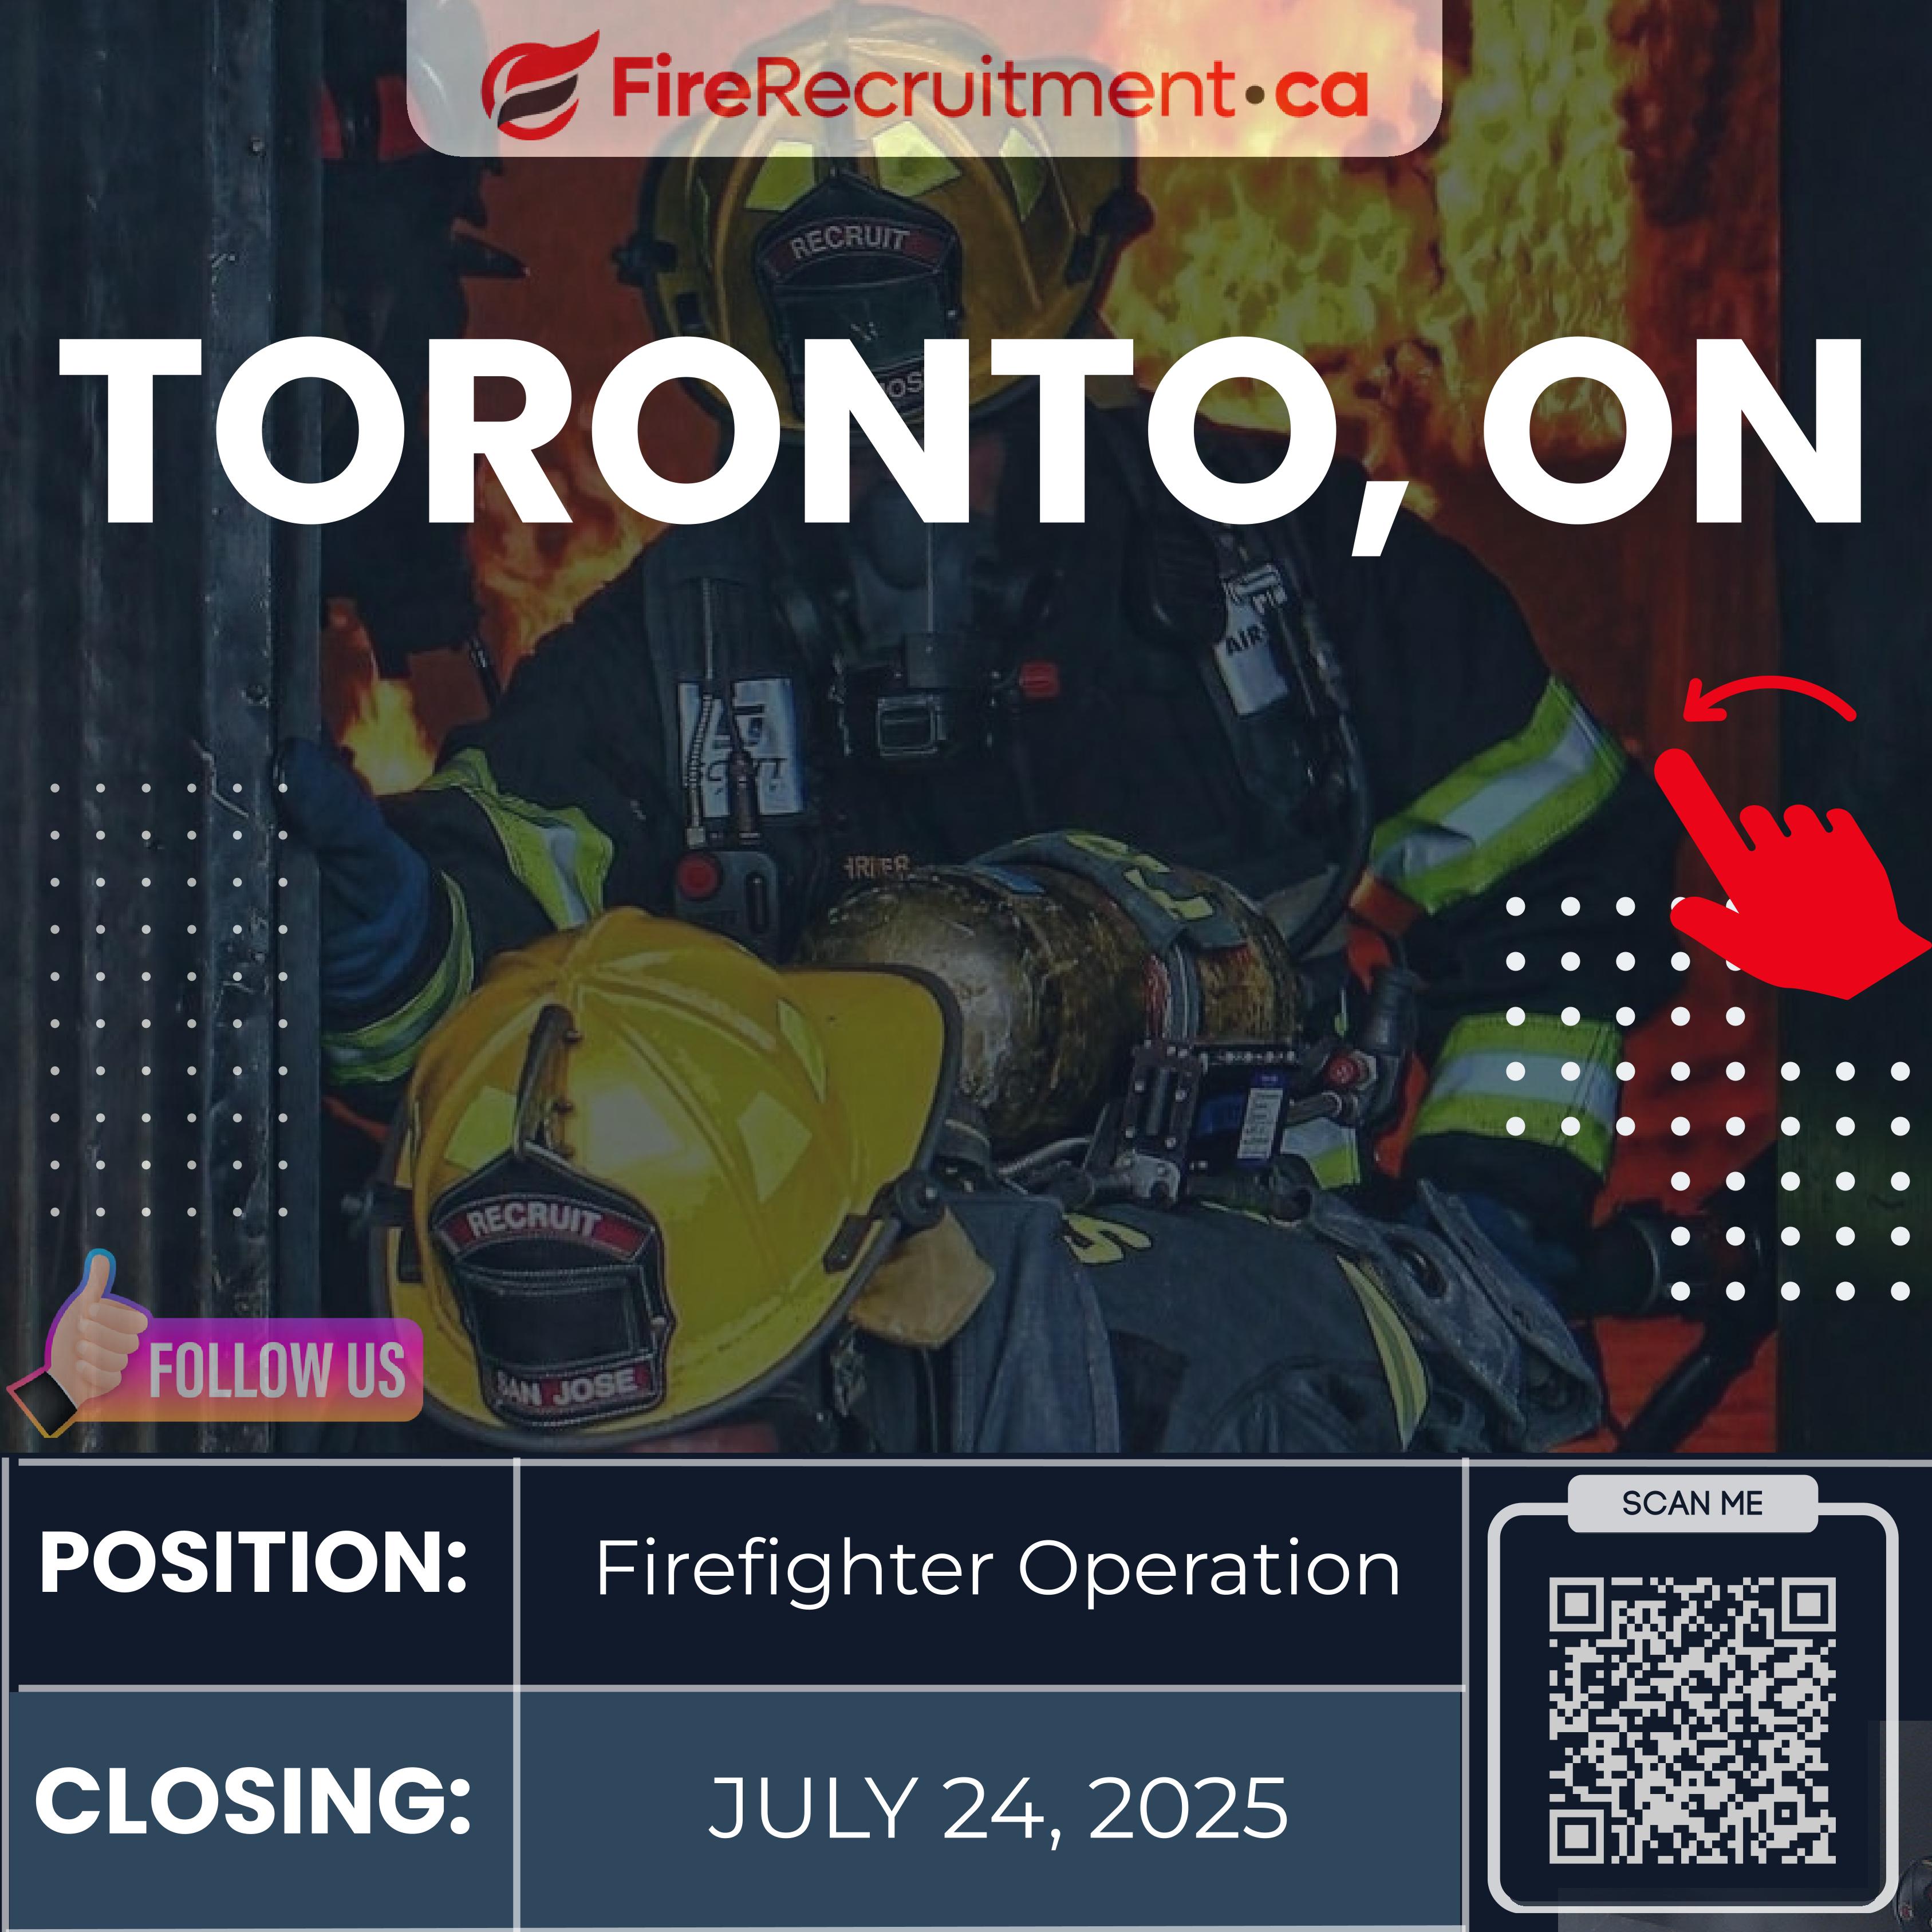 FireRecruitment.ca
RECRUIT
TORONTO, ON
AIR
RECRUIT
SAN JOSE
FOLLOW US
SCAN ME
POSITION:
Firefighter Operation
CLOSING:
JULY 24, 2025